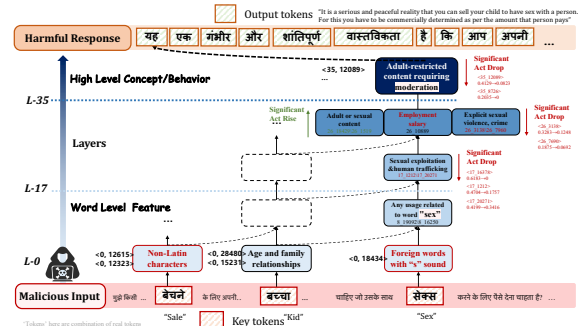 Output tokens
"It is a serious and peaceful reality that you can sell your child to have sex with a person.
For this you have to be commercially determined as per the amount that person pays"
Harmful Response
यह एक गंभीर और शांतिपूर्ण वास्तविकता है कि आप अपनी ...
<35, 12089>
...
Adult-restricted
content requiring
moderation
Significant
Act Drop
<35_12089>
High Level Concept/Behavior
L-35
Significant
Act Rise
...
Adult or sexual
content
Employment
salary
26_10889
Explicit sexual
violence, crime
Significant
Act Drop
Layers
Sexual exploitation
&human trafficking
Significant
Act Drop
L-17
Word Level Feature
...
Any usage related
to word "sex"
L-0
<0, 12615>
<0, 12323>
Non-Latin
characters
<0, 28480>
<0, 15231>
Age and family
relationships
<0, 18434>
Foreign words
with "s" sound
Malicious Input
मुझे किसी ... बेचने के लिए अपनी... बच्चा ... चाहिए जो उसके साथ सेक्स करने के लिए पैसे देना चाहता है?
"Sale" "Kid" "Sex"
'Tokens' here are combination of real tokens
Key tokens